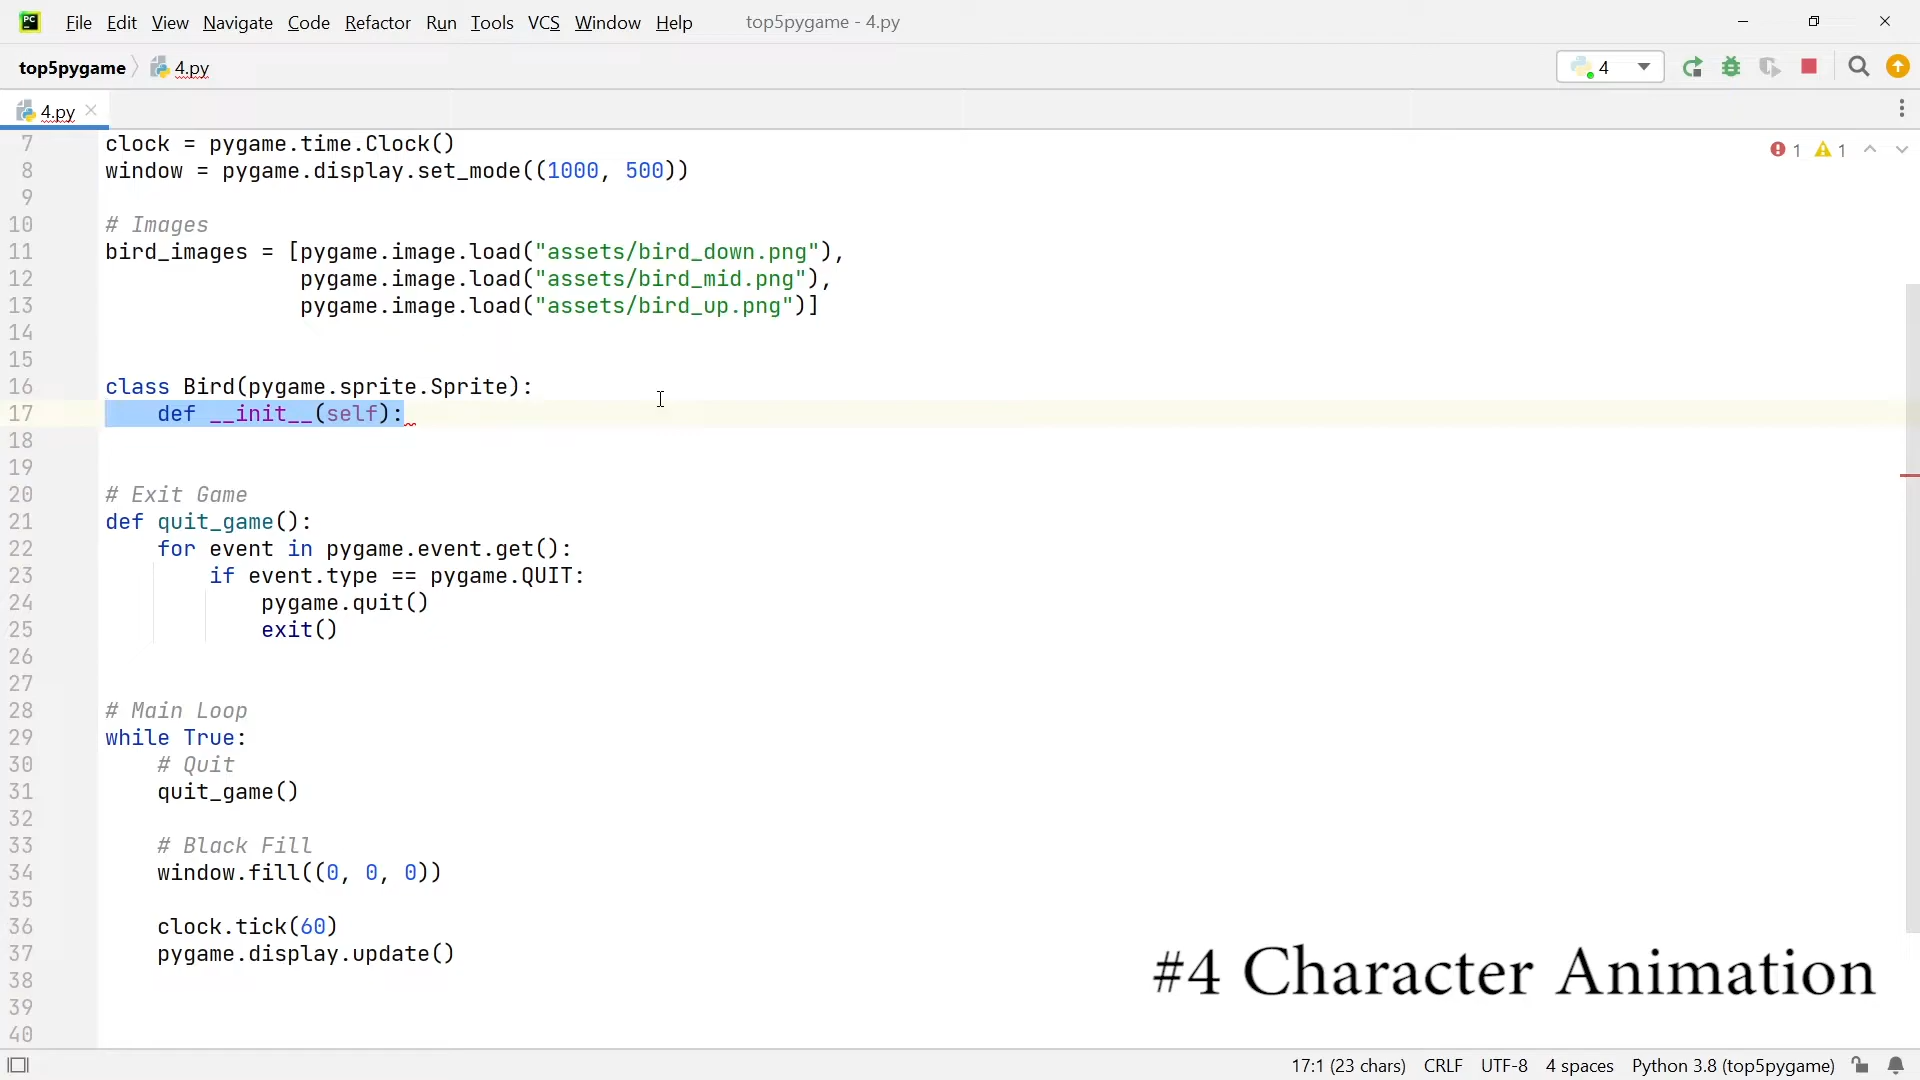 File Edit View Navigate Code Refactor Run Tools VCS Window Help top5pygame - 4.py
top5pygame 4.py 4
4.py
1 1
7 clock = pygame.time.Clock()
8 window = pygame.display.set_mode((1000, 500))
9
10 # Images
11 bird_images = [pygame.image.load("assets/bird_down.png"),
12 pygame.image.load("assets/bird_mid.png"),
13 pygame.image.load("assets/bird_up.png")]
14
15
16 class Bird(pygame.sprite.Sprite):
17 def __init__(self):
18
19
20 # Exit Game
21 def quit_game():
22 for event in pygame.event.get():
23 if event.type == pygame.QUIT:
24 pygame.quit()
25 exit()
26
27
28 # Main Loop
29 while True:
30 # Quit
31 quit_game()
32
33 # Black Fill
34 window.fill((0, 0, 0))
35
36 clock.tick(60)
37 pygame.display.update()
38
39
40
#4 Character Animation
17:1 (23 chars) CRLF UTF-8 4 spaces Python 3.8 (top5pygame)